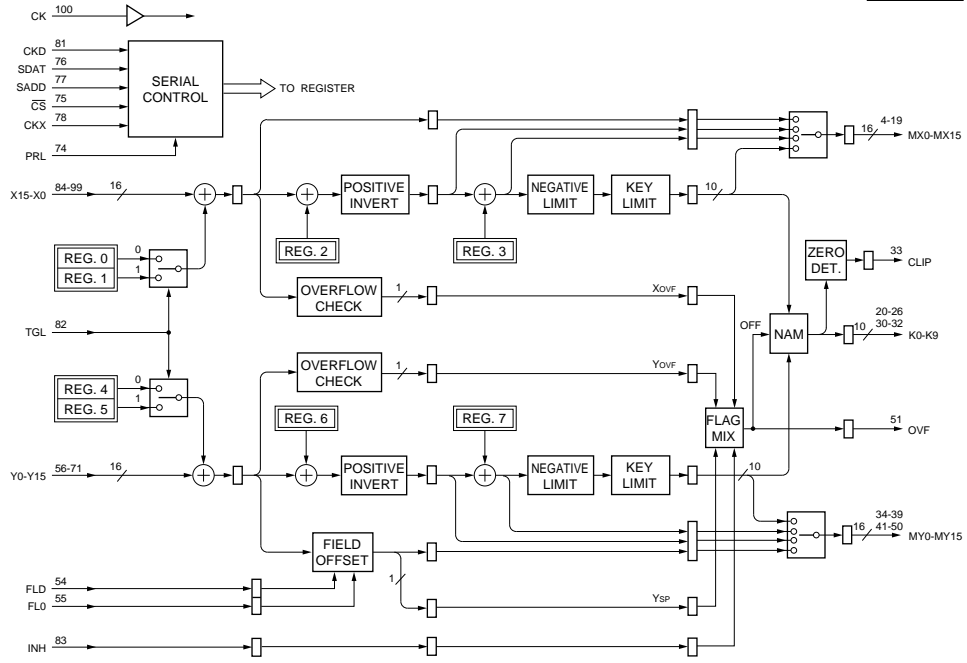 CK 100
CKD 81
SDAT 76
SADD 77
CS 75
CKX 78
PRL 74
SERIAL
CONTROL
TO REGISTER
16 4-19
MX0-MX15
X15-X0 84-99 16
POSITIVE
INVERT
NEGATIVE
LIMIT
KEY
LIMIT
10
REG. 2
REG. 3
REG. 0
REG. 1
0
1
ZERO
DET.
33
CLIP
OVERFLOW
CHECK
1
XOVF
TGL 82
OFF
NAM
20-26
30-32
10
K0-K9
OVERFLOW
CHECK
1
YOVF
REG. 4
REG. 5
0
1
REG. 6
REG. 7
FLAG
MIX
51
OVF
Y0-Y15 56-71 16
POSITIVE
INVERT
NEGATIVE
LIMIT
KEY
LIMIT
10
34-39
41-50
16
MY0-MY15
FIELD
OFFSET
1
FLD 54
FL0 55
YSP
INH 83